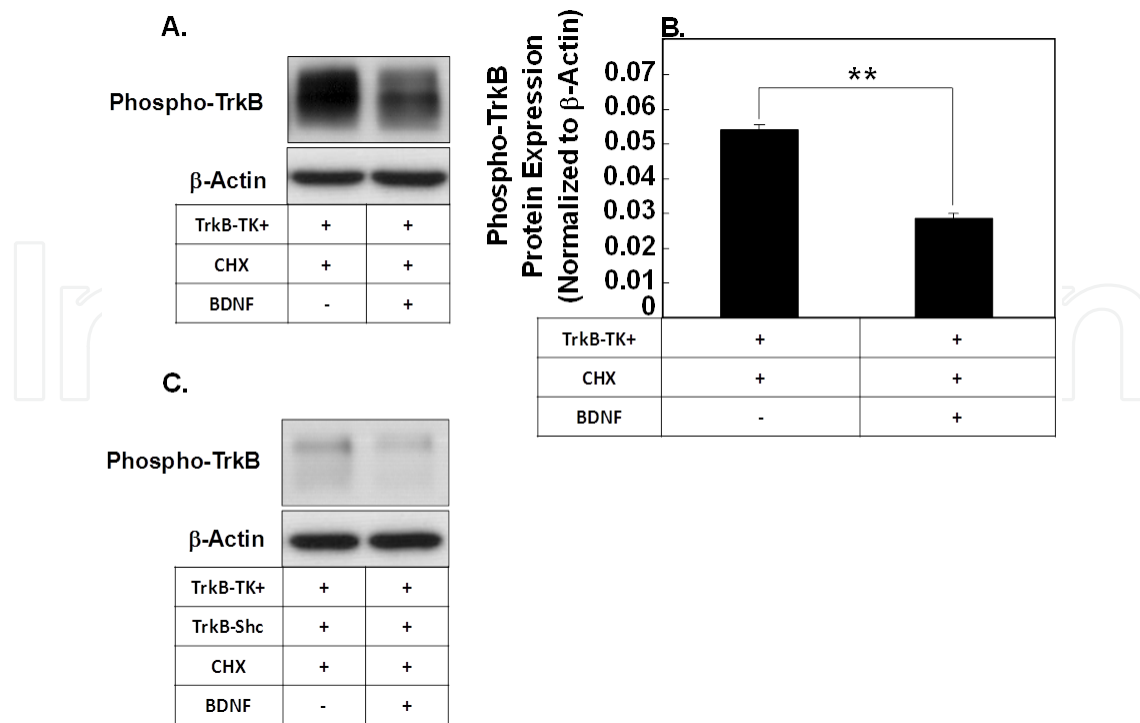 A.
Phospho-TrkB
β-Actin
TrkB-TK+ + +
CHX + +
BDNF - +
B.
Phospho-TrkB
Protein Expression
(Normalized to β-Actin)
0.07
0.06
0.05
0.04
0.03
0.02
0.01
0
**
TrkB-TK+ + +
CHX + +
BDNF - +
C.
Phospho-TrkB
β-Actin
TrkB-TK+ + +
TrkB-Shc + +
CHX + +
BDNF - +